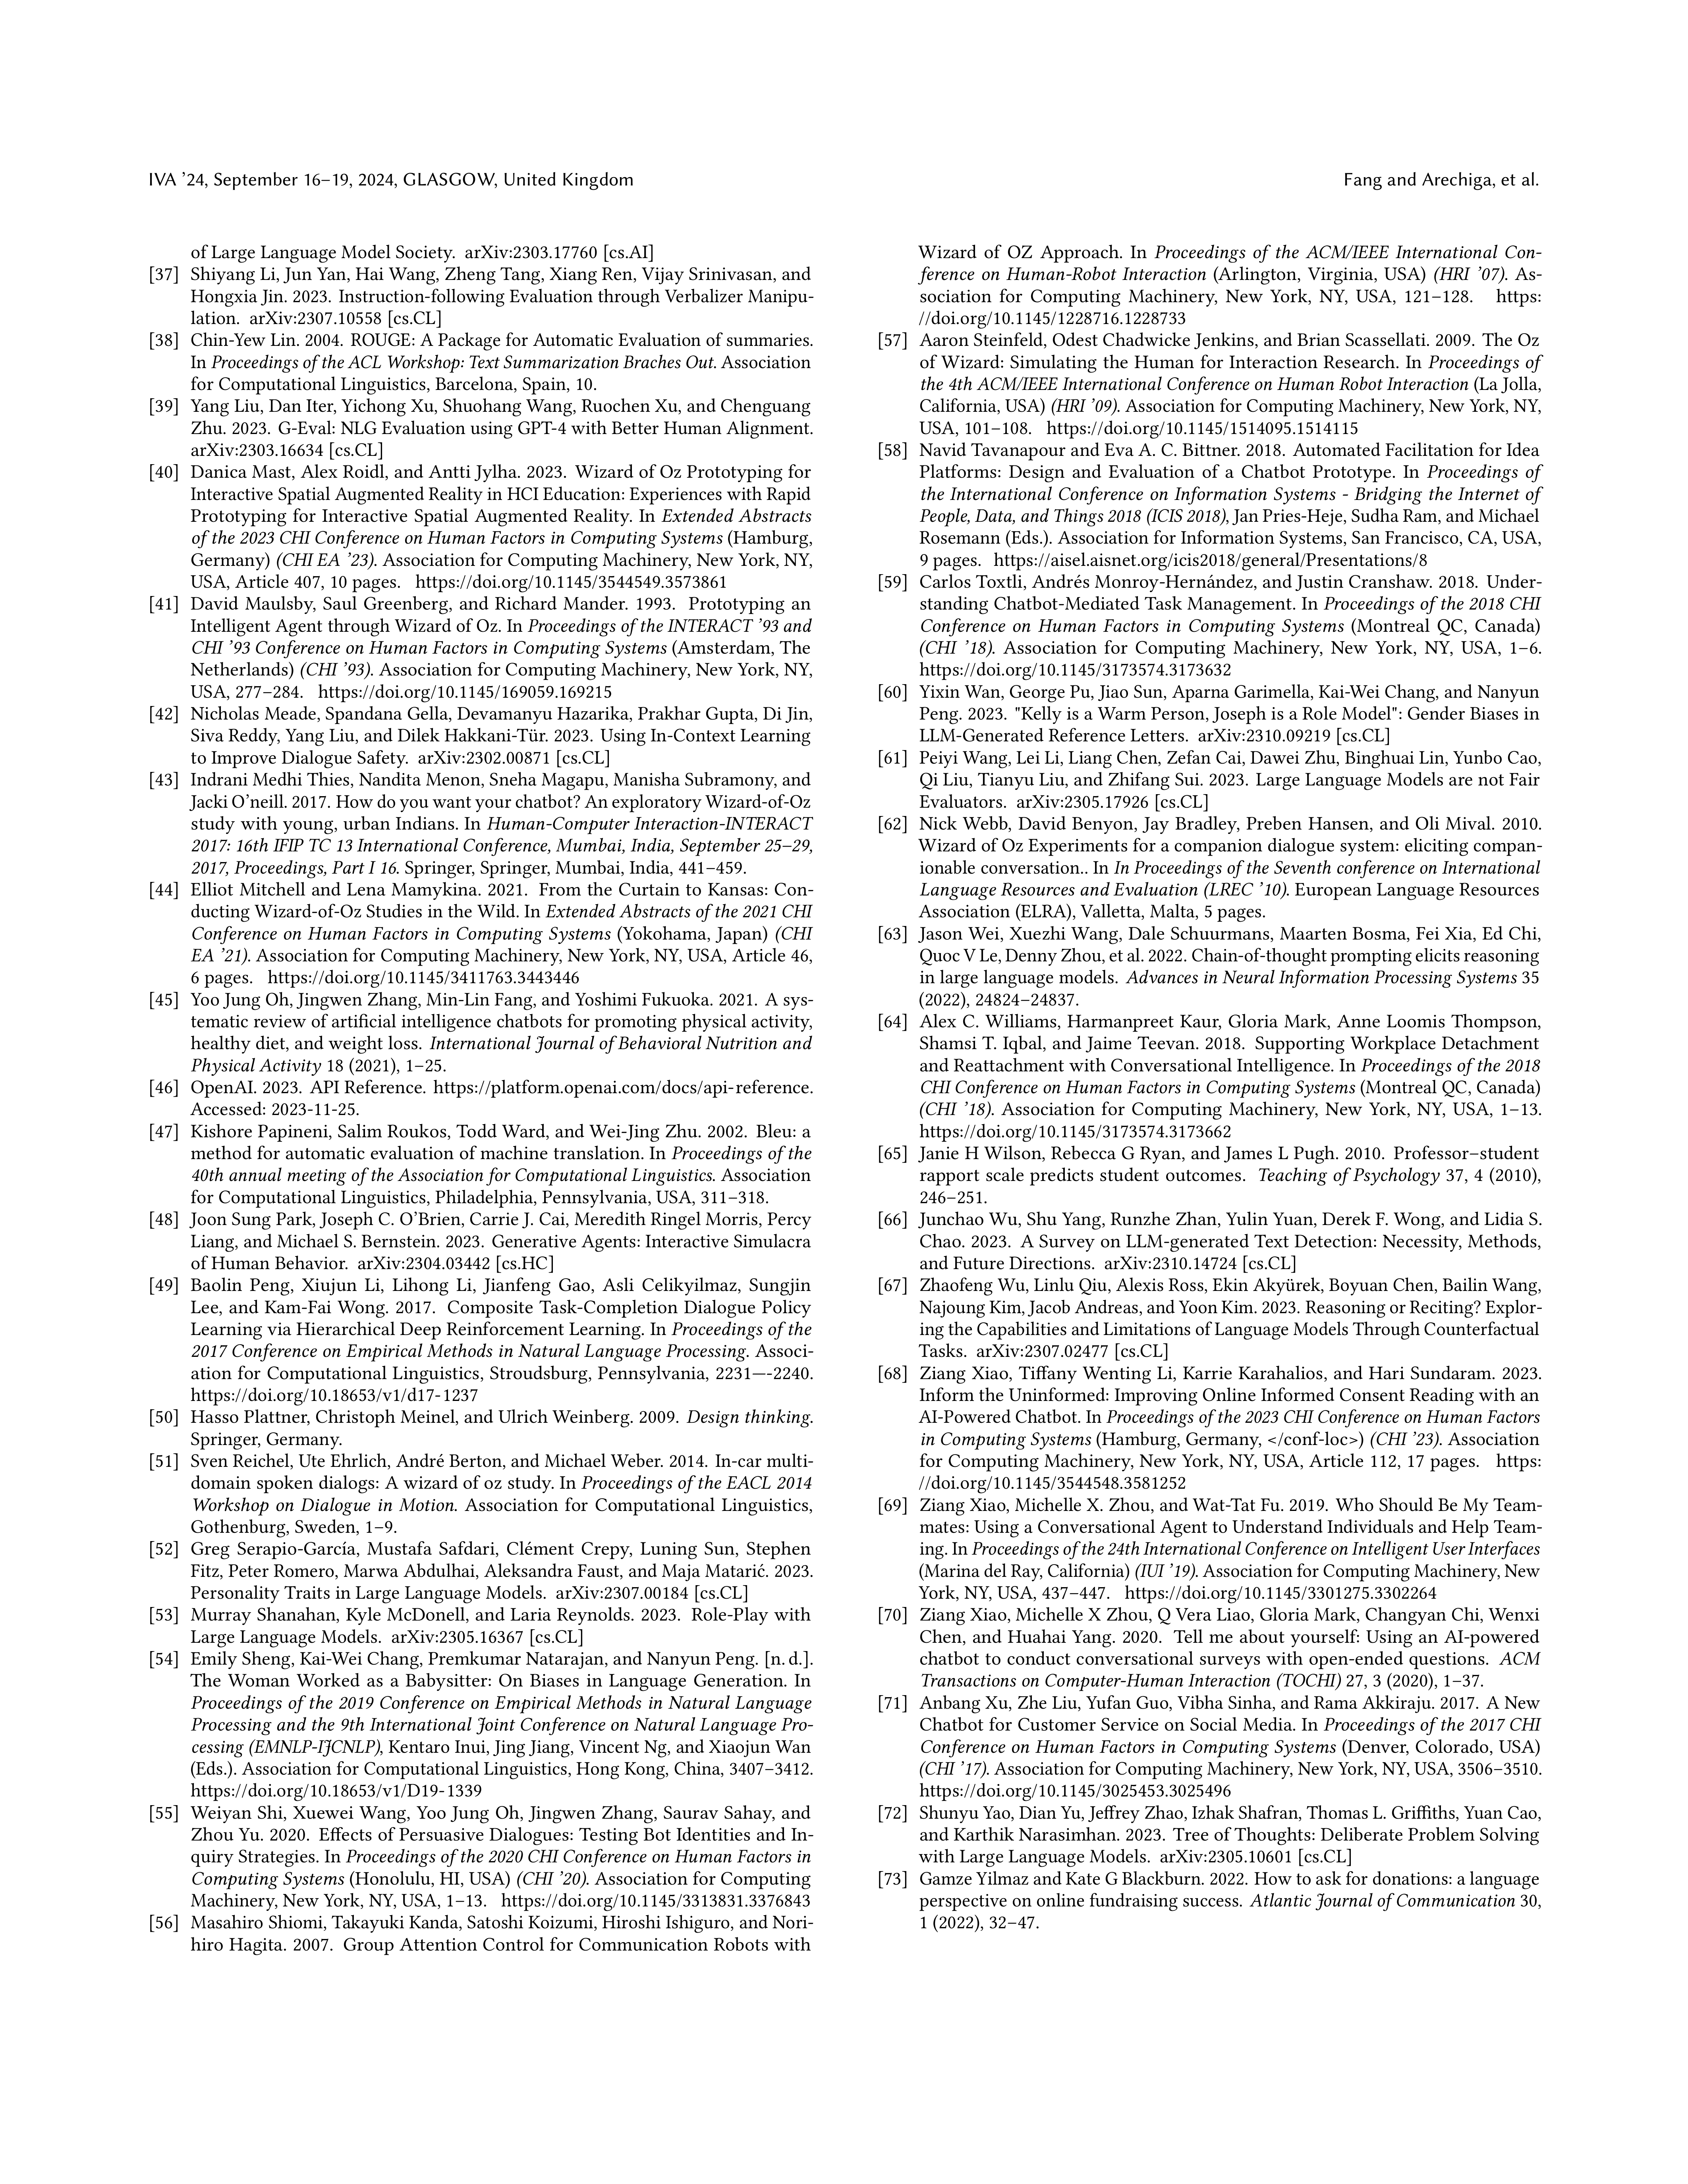 IVA ’24, September 16–19, 2024, GLASGOW, United Kingdom
Fang and Arechiga, et al.
of Large Language Model Society. arXiv:2303.17760 [cs.AI]
[37] Shiyang Li, Jun Yan, Hai Wang, Zheng Tang, Xiang Ren, Vijay Srinivasan, and
Hongxia Jin. 2023. Instruction-following Evaluation through Verbalizer Manipu-
lation. arXiv:2307.10558 [cs.CL]
[38] Chin-Yew Lin. 2004. ROUGE: A Package for Automatic Evaluation of summaries.
In Proceedings of the ACL Workshop: Text Summarization Braches Out. Association
for Computational Linguistics, Barcelona, Spain, 10.
[39] Yang Liu, Dan Iter, Yichong Xu, Shuohang Wang, Ruochen Xu, and Chenguang
Zhu. 2023. G-Eval: NLG Evaluation using GPT-4 with Better Human Alignment.
arXiv:2303.16634 [cs.CL]
[40] Danica Mast, Alex Roidl, and Antti Jylha. 2023. Wizard of Oz Prototyping for
Interactive Spatial Augmented Reality in HCI Education: Experiences with Rapid
Prototyping for Interactive Spatial Augmented Reality. In Extended Abstracts
of the 2023 CHI Conference on Human Factors in Computing Systems (Hamburg,
Germany) (CHI EA ’23). Association for Computing Machinery, New York, NY,
USA, Article 407, 10 pages. https://doi.org/10.1145/3544549.3573861
[41] David Maulsby, Saul Greenberg, and Richard Mander. 1993. Prototyping an
Intelligent Agent through Wizard of Oz. In Proceedings of the INTERACT ’93 and
CHI ’93 Conference on Human Factors in Computing Systems (Amsterdam, The
Netherlands) (CHI ’93). Association for Computing Machinery, New York, NY,
USA, 277–284. https://doi.org/10.1145/169059.169215
[42] Nicholas Meade, Spandana Gella, Devamanyu Hazarika, Prakhar Gupta, Di Jin,
Siva Reddy, Yang Liu, and Dilek Hakkani-Tür. 2023. Using In-Context Learning
to Improve Dialogue Safety. arXiv:2302.00871 [cs.CL]
[43] Indrani Medhi Thies, Nandita Menon, Sneha Magapu, Manisha Subramony, and
Jacki O’neill. 2017. How do you want your chatbot? An exploratory Wizard-of-Oz
study with young, urban Indians. In Human-Computer Interaction-INTERACT
2017: 16th IFIP TC 13 International Conference, Mumbai, India, September 25–29,
2017, Proceedings, Part I 16. Springer, Springer, Mumbai, India, 441–459.
[44] Elliot Mitchell and Lena Mamykina. 2021. From the Curtain to Kansas: Con-
ducting Wizard-of-Oz Studies in the Wild. In Extended Abstracts of the 2021 CHI
Conference on Human Factors in Computing Systems (Yokohama, Japan) (CHI
EA ’21). Association for Computing Machinery, New York, NY, USA, Article 46,
6 pages. https://doi.org/10.1145/3411763.3443446
[45] Yoo Jung Oh, Jingwen Zhang, Min-Lin Fang, and Yoshimi Fukuoka. 2021. A sys-
tematic review of artificial intelligence chatbots for promoting physical activity,
healthy diet, and weight loss. International Journal of Behavioral Nutrition and
Physical Activity 18 (2021), 1–25.
[46] OpenAI. 2023. API Reference. https://platform.openai.com/docs/api-reference.
Accessed: 2023-11-25.
[47] Kishore Papineni, Salim Roukos, Todd Ward, and Wei-Jing Zhu. 2002. Bleu: a
method for automatic evaluation of machine translation. In Proceedings of the
40th annual meeting of the Association for Computational Linguistics. Association
for Computational Linguistics, Philadelphia, Pennsylvania, USA, 311–318.
[48] Joon Sung Park, Joseph C. O’Brien, Carrie J. Cai, Meredith Ringel Morris, Percy
Liang, and Michael S. Bernstein. 2023. Generative Agents: Interactive Simulacra
of Human Behavior. arXiv:2304.03442 [cs.HC]
[49] Baolin Peng, Xiujun Li, Lihong Li, Jianfeng Gao, Asli Celikyilmaz, Sungjin
Lee, and Kam-Fai Wong. 2017. Composite Task-Completion Dialogue Policy
Learning via Hierarchical Deep Reinforcement Learning. In Proceedings of the
2017 Conference on Empirical Methods in Natural Language Processing. Associ-
ation for Computational Linguistics, Stroudsburg, Pennsylvania, 2231—-2240.
https://doi.org/10.18653/v1/d17-1237
[50] Hasso Plattner, Christoph Meinel, and Ulrich Weinberg. 2009. Design thinking.
Springer, Germany.
[51] Sven Reichel, Ute Ehrlich, André Berton, and Michael Weber. 2014. In-car multi-
domain spoken dialogs: A wizard of oz study. In Proceedings of the EACL 2014
Workshop on Dialogue in Motion. Association for Computational Linguistics,
Gothenburg, Sweden, 1–9.
[52] Greg Serapio-García, Mustafa Safdari, Clément Crepy, Luning Sun, Stephen
Fitz, Peter Romero, Marwa Abdulhai, Aleksandra Faust, and Maja Matarić. 2023.
Personality Traits in Large Language Models. arXiv:2307.00184 [cs.CL]
[53] Murray Shanahan, Kyle McDonell, and Laria Reynolds. 2023. Role-Play with
Large Language Models. arXiv:2305.16367 [cs.CL]
[54] Emily Sheng, Kai-Wei Chang, Premkumar Natarajan, and Nanyun Peng. [n. d.].
The Woman Worked as a Babysitter: On Biases in Language Generation. In
Proceedings of the 2019 Conference on Empirical Methods in Natural Language
Processing and the 9th International Joint Conference on Natural Language Pro-
cessing (EMNLP-IJCNLP), Kentaro Inui, Jing Jiang, Vincent Ng, and Xiaojun Wan
(Eds.). Association for Computational Linguistics, Hong Kong, China, 3407–3412.
https://doi.org/10.18653/v1/D19-1339
[55] Weiyan Shi, Xuewei Wang, Yoo Jung Oh, Jingwen Zhang, Saurav Sahay, and
Zhou Yu. 2020. Effects of Persuasive Dialogues: Testing Bot Identities and In-
quiry Strategies. In Proceedings of the 2020 CHI Conference on Human Factors in
Computing Systems (Honolulu, HI, USA) (CHI ’20). Association for Computing
Machinery, New York, NY, USA, 1–13. https://doi.org/10.1145/3313831.3376843
[56] Masahiro Shiomi, Takayuki Kanda, Satoshi Koizumi, Hiroshi Ishiguro, and Nori-
hiro Hagita. 2007. Group Attention Control for Communication Robots with
Wizard of OZ Approach. In Proceedings of the ACM/IEEE International Con-
ference on Human-Robot Interaction (Arlington, Virginia, USA) (HRI ’07). As-
sociation for Computing Machinery, New York, NY, USA, 121–128. https:
//doi.org/10.1145/1228716.1228733
[57] Aaron Steinfeld, Odest Chadwicke Jenkins, and Brian Scassellati. 2009. The Oz
of Wizard: Simulating the Human for Interaction Research. In Proceedings of
the 4th ACM/IEEE International Conference on Human Robot Interaction (La Jolla,
California, USA) (HRI ’09). Association for Computing Machinery, New York, NY,
USA, 101–108. https://doi.org/10.1145/1514095.1514115
[58] Navid Tavanapour and Eva A. C. Bittner. 2018. Automated Facilitation for Idea
Platforms: Design and Evaluation of a Chatbot Prototype. In Proceedings of
the International Conference on Information Systems - Bridging the Internet of
People, Data, and Things 2018 (ICIS 2018), Jan Pries-Heje, Sudha Ram, and Michael
Rosemann (Eds.). Association for Information Systems, San Francisco, CA, USA,
9 pages. https://aisel.aisnet.org/icis2018/general/Presentations/8
[59] Carlos Toxtli, Andrés Monroy-Hernández, and Justin Cranshaw. 2018. Under-
standing Chatbot-Mediated Task Management. In Proceedings of the 2018 CHI
Conference on Human Factors in Computing Systems (Montreal QC, Canada)
(CHI ’18). Association for Computing Machinery, New York, NY, USA, 1–6.
https://doi.org/10.1145/3173574.3173632
[60] Yixin Wan, George Pu, Jiao Sun, Aparna Garimella, Kai-Wei Chang, and Nanyun
Peng. 2023. "Kelly is a Warm Person, Joseph is a Role Model": Gender Biases in
LLM-Generated Reference Letters. arXiv:2310.09219 [cs.CL]
[61] Peiyi Wang, Lei Li, Liang Chen, Zefan Cai, Dawei Zhu, Binghuai Lin, Yunbo Cao,
Qi Liu, Tianyu Liu, and Zhifang Sui. 2023. Large Language Models are not Fair
Evaluators. arXiv:2305.17926 [cs.CL]
[62] Nick Webb, David Benyon, Jay Bradley, Preben Hansen, and Oli Mival. 2010.
Wizard of Oz Experiments for a companion dialogue system: eliciting compan-
ionable conversation.. In In Proceedings of the Seventh conference on International
Language Resources and Evaluation (LREC ’10). European Language Resources
Association (ELRA), Valletta, Malta, 5 pages.
[63] Jason Wei, Xuezhi Wang, Dale Schuurmans, Maarten Bosma, Fei Xia, Ed Chi,
Quoc V Le, Denny Zhou, et al. 2022. Chain-of-thought prompting elicits reasoning
in large language models. Advances in Neural Information Processing Systems 35
(2022), 24824–24837.
[64] Alex C. Williams, Harmanpreet Kaur, Gloria Mark, Anne Loomis Thompson,
Shamsi T. Iqbal, and Jaime Teevan. 2018. Supporting Workplace Detachment
and Reattachment with Conversational Intelligence. In Proceedings of the 2018
CHI Conference on Human Factors in Computing Systems (Montreal QC, Canada)
(CHI ’18). Association for Computing Machinery, New York, NY, USA, 1–13.
https://doi.org/10.1145/3173574.3173662
[65] Janie H Wilson, Rebecca G Ryan, and James L Pugh. 2010. Professor–student
rapport scale predicts student outcomes. Teaching of Psychology 37, 4 (2010),
246–251.
[66] Junchao Wu, Shu Yang, Runzhe Zhan, Yulin Yuan, Derek F. Wong, and Lidia S.
Chao. 2023. A Survey on LLM-generated Text Detection: Necessity, Methods,
and Future Directions. arXiv:2310.14724 [cs.CL]
[67] Zhaofeng Wu, Linlu Qiu, Alexis Ross, Ekin Akyürek, Boyuan Chen, Bailin Wang,
Najoung Kim, Jacob Andreas, and Yoon Kim. 2023. Reasoning or Reciting? Explor-
ing the Capabilities and Limitations of Language Models Through Counterfactual
Tasks. arXiv:2307.02477 [cs.CL]
[68] Ziang Xiao, Tiffany Wenting Li, Karrie Karahalios, and Hari Sundaram. 2023.
Inform the Uninformed: Improving Online Informed Consent Reading with an
AI-Powered Chatbot. In Proceedings of the 2023 CHI Conference on Human Factors
in Computing Systems (Hamburg, Germany, </conf-loc>) (CHI ’23). Association
for Computing Machinery, New York, NY, USA, Article 112, 17 pages. https:
//doi.org/10.1145/3544548.3581252
[69] Ziang Xiao, Michelle X. Zhou, and Wat-Tat Fu. 2019. Who Should Be My Team-
mates: Using a Conversational Agent to Understand Individuals and Help Team-
ing. In Proceedings of the 24th International Conference on Intelligent User Interfaces
(Marina del Ray, California) (IUI ’19). Association for Computing Machinery, New
York, NY, USA, 437–447. https://doi.org/10.1145/3301275.3302264
[70] Ziang Xiao, Michelle X Zhou, Q Vera Liao, Gloria Mark, Changyan Chi, Wenxi
Chen, and Huahai Yang. 2020. Tell me about yourself: Using an AI-powered
chatbot to conduct conversational surveys with open-ended questions. ACM
Transactions on Computer-Human Interaction (TOCHI) 27, 3 (2020), 1–37.
[71] Anbang Xu, Zhe Liu, Yufan Guo, Vibha Sinha, and Rama Akkiraju. 2017. A New
Chatbot for Customer Service on Social Media. In Proceedings of the 2017 CHI
Conference on Human Factors in Computing Systems (Denver, Colorado, USA)
(CHI ’17). Association for Computing Machinery, New York, NY, USA, 3506–3510.
https://doi.org/10.1145/3025453.3025496
[72] Shunyu Yao, Dian Yu, Jeffrey Zhao, Izhak Shafran, Thomas L. Griffiths, Yuan Cao,
and Karthik Narasimhan. 2023. Tree of Thoughts: Deliberate Problem Solving
with Large Language Models. arXiv:2305.10601 [cs.CL]
[73] Gamze Yilmaz and Kate G Blackburn. 2022. How to ask for donations: a language
perspective on online fundraising success. Atlantic Journal of Communication 30,
1 (2022), 32–47.